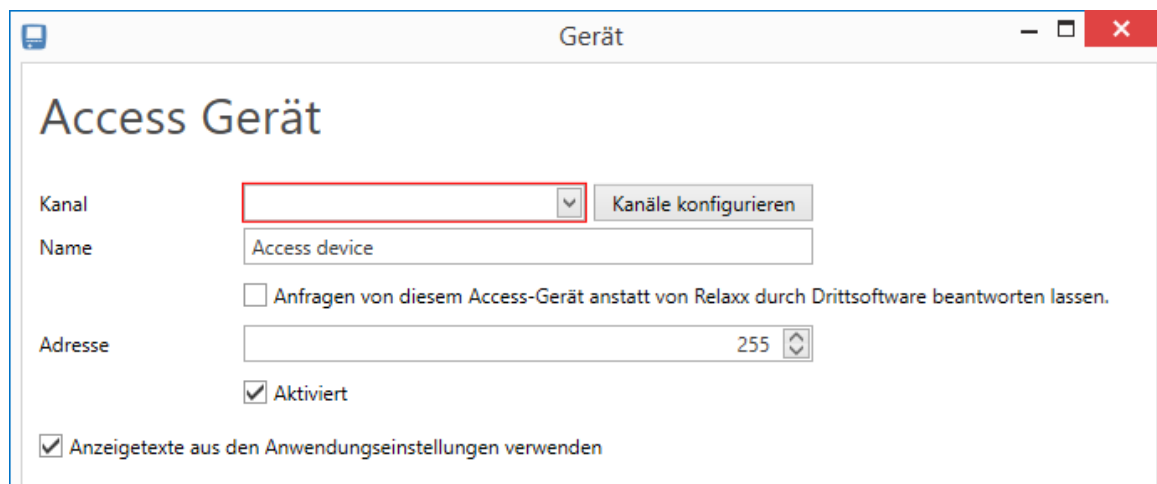 Gerät
Access Gerät
Kanal Kanäle konfigurieren
Name Access device
Anfragen von diesem Access-Gerät anstatt von Relaxx durch Drittsoftware beantworten lassen.
Adresse 255
Aktiviert
Anzeigetexte aus den Anwendungseinstellungen verwenden